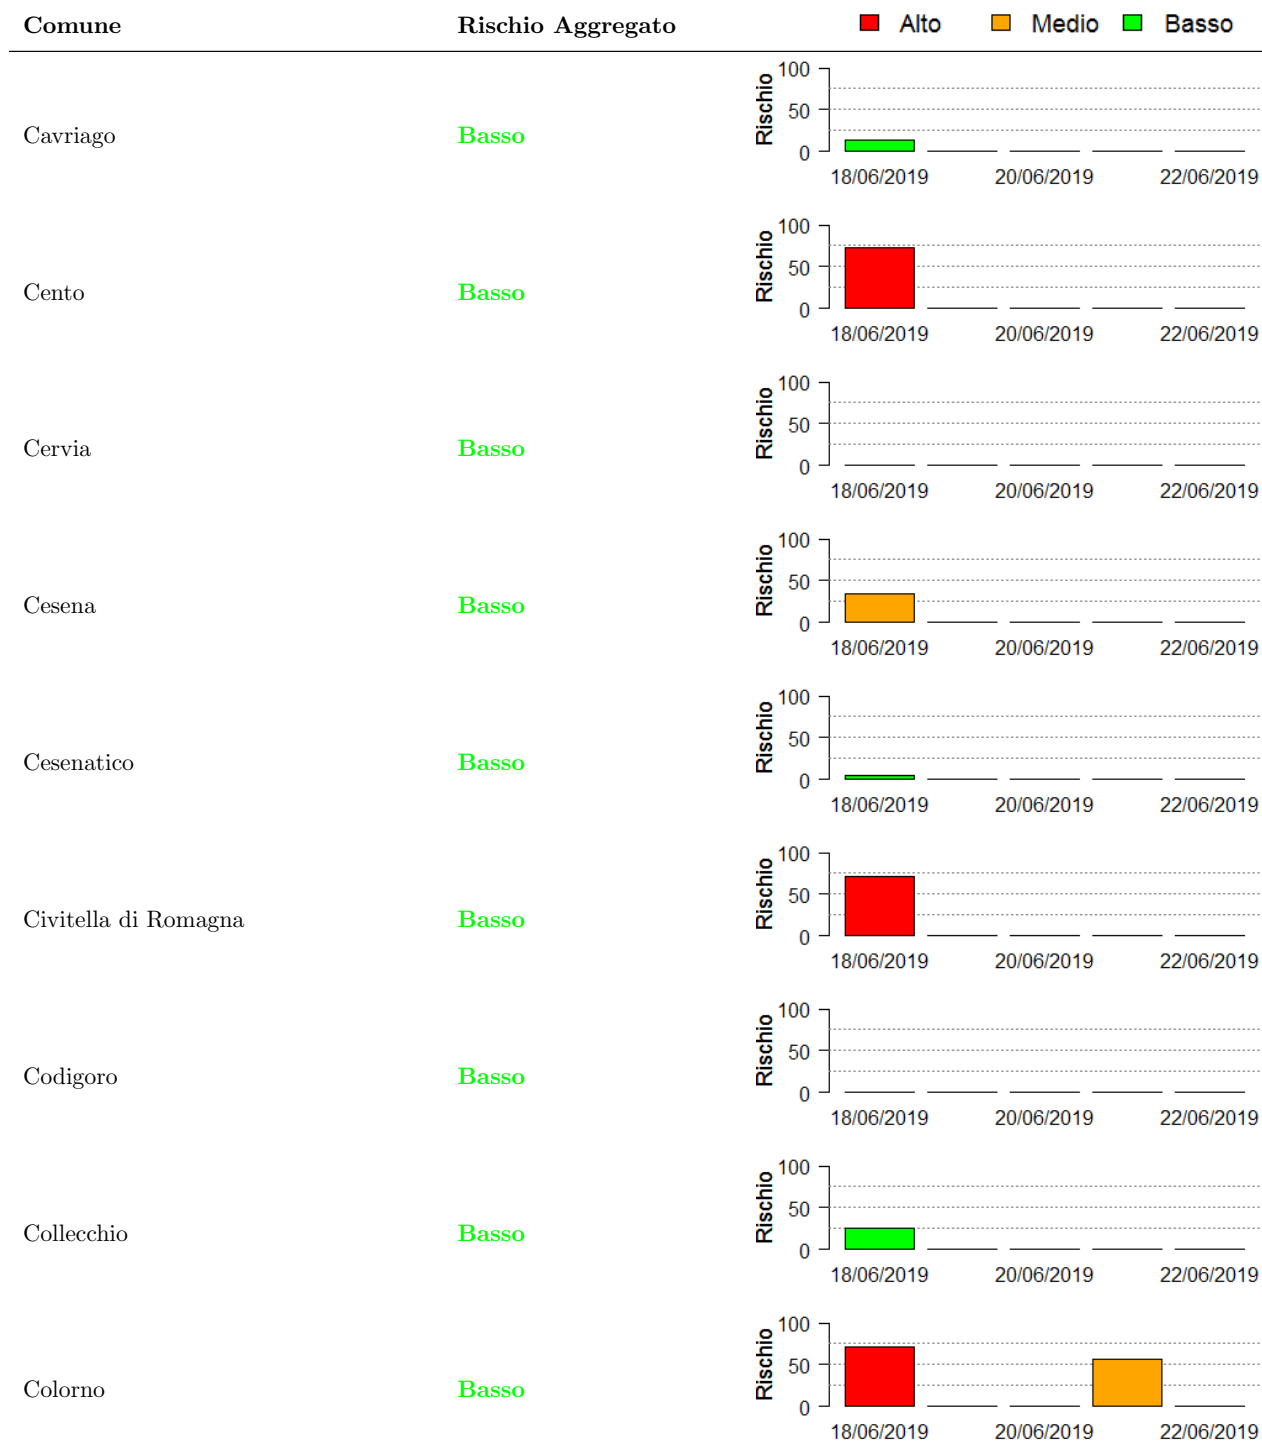 Comune Rischio Aggregato Alto Medio Basso
Cavriago Basso Rischio 100 50 0
18/06/2019 20/06/2019 22/06/2019
Cento Basso Rischio 100 50 0
18/06/2019 20/06/2019 22/06/2019
Cervia Basso Rischio 100 50 0
18/06/2019 20/06/2019 22/06/2019
Cesena Basso Rischio 100 50 0
18/06/2019 20/06/2019 22/06/2019
Cesenatico Basso Rischio 100 50 0
18/06/2019 20/06/2019 22/06/2019
Civitella di Romagna Basso Rischio 100 50 0
18/06/2019 20/06/2019 22/06/2019
Codigoro Basso Rischio 100 50 0
18/06/2019 20/06/2019 22/06/2019
Collecchio Basso Rischio 100 50 0
18/06/2019 20/06/2019 22/06/2019
Colorno Basso Rischio 100 50 0
18/06/2019 20/06/2019 22/06/2019